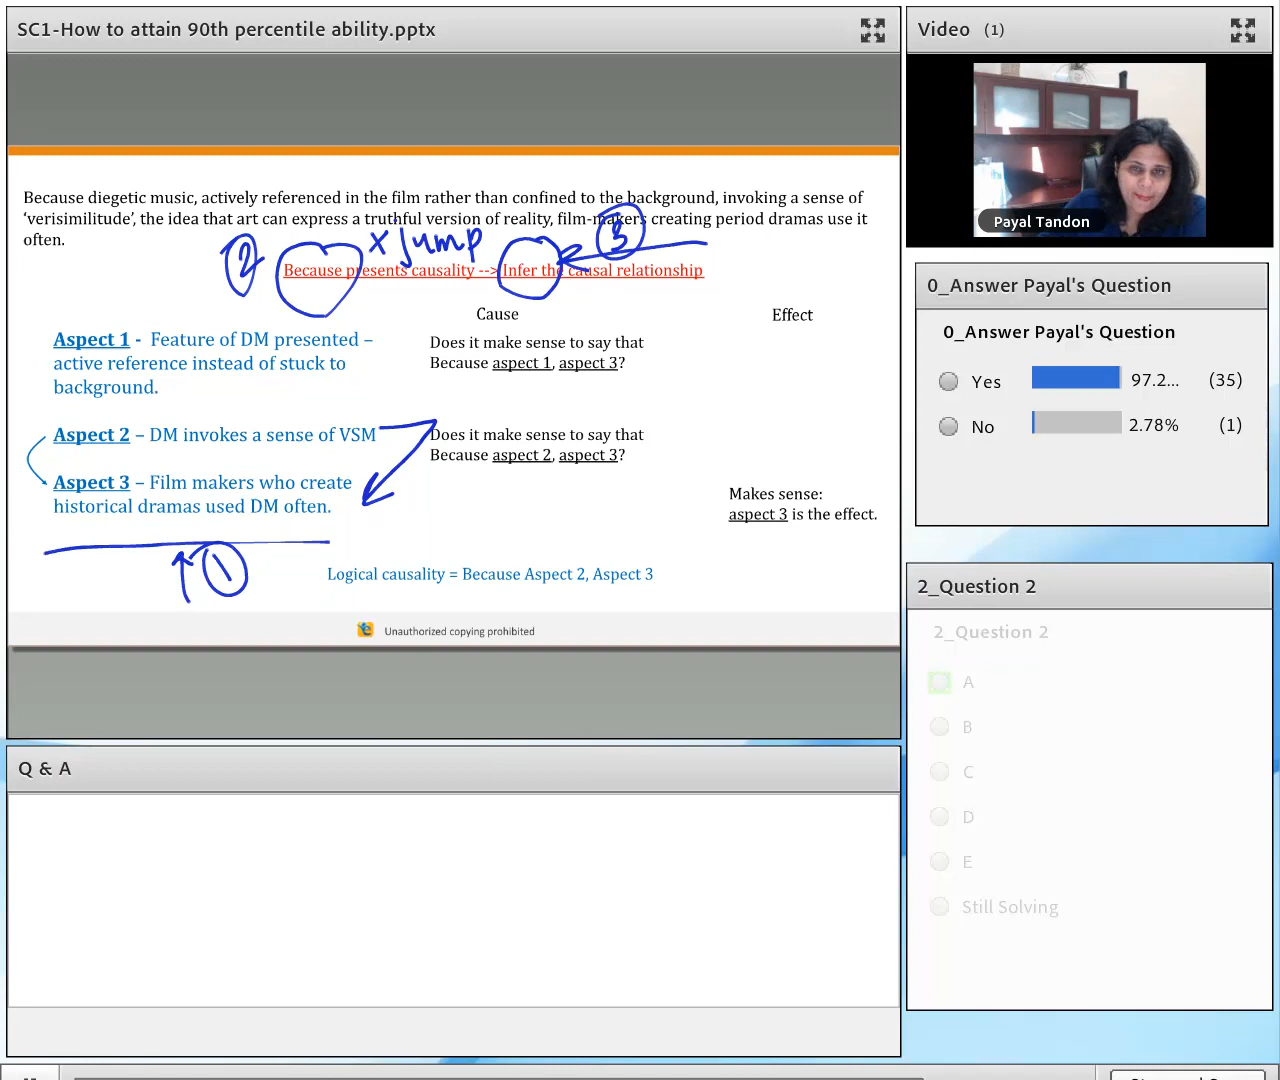 SC1-How to attain 90th percentile ability.pptx
Because diegetic music, actively referenced in the film rather than confined to the background, invoking a sense of
‘verisimilitude’, the idea that art can express a truthful version of reality, film-makers creating period dramas use it
often.
x jump
3
2
Because presents causality --> Infer the causal relationship
Cause
Effect
Aspect 1 - Feature of DM presented –
active reference instead of stuck to
background.
Does it make sense to say that
Because aspect 1, aspect 3?
Aspect 2 – DM invokes a sense of VSM
Does it make sense to say that
Because aspect 2, aspect 3?
Aspect 3 – Film makers who create
historical dramas used DM often.
Makes sense:
aspect 3 is the effect.
1
Logical causality = Because Aspect 2, Aspect 3
Unauthorized copying prohibited
Q & A
Video (1)
Payal Tandon
0_Answer Payal's Question
0_Answer Payal's Question
Yes 97.2... (35)
No 2.78% (1)
2_Question 2
2_Question 2
A
B
C
D
E
Still Solving